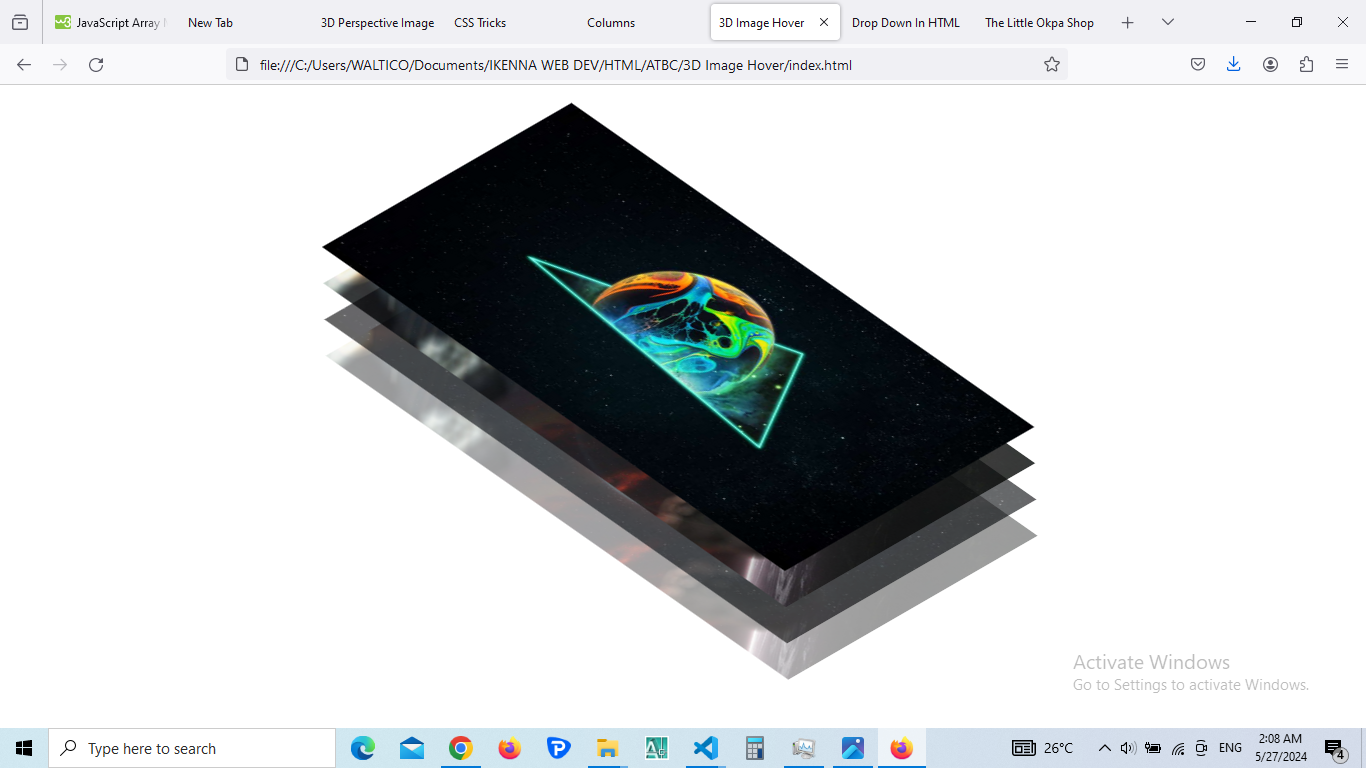 JavaScript Array
New Tab
3D Perspective Image
CSS Tricks
Columns
3D Image Hover
Drop Down In HTML
The Little Okpa Shop
file:///C:/Users/WALTICO/Documents/IKENNA WEB DEV/HTML/ATBC/3D Image Hover/index.html
Activate Windows
Go to Settings to activate Windows.
Type here to search
26°C
ENG
2:08 AM
5/27/2024
4